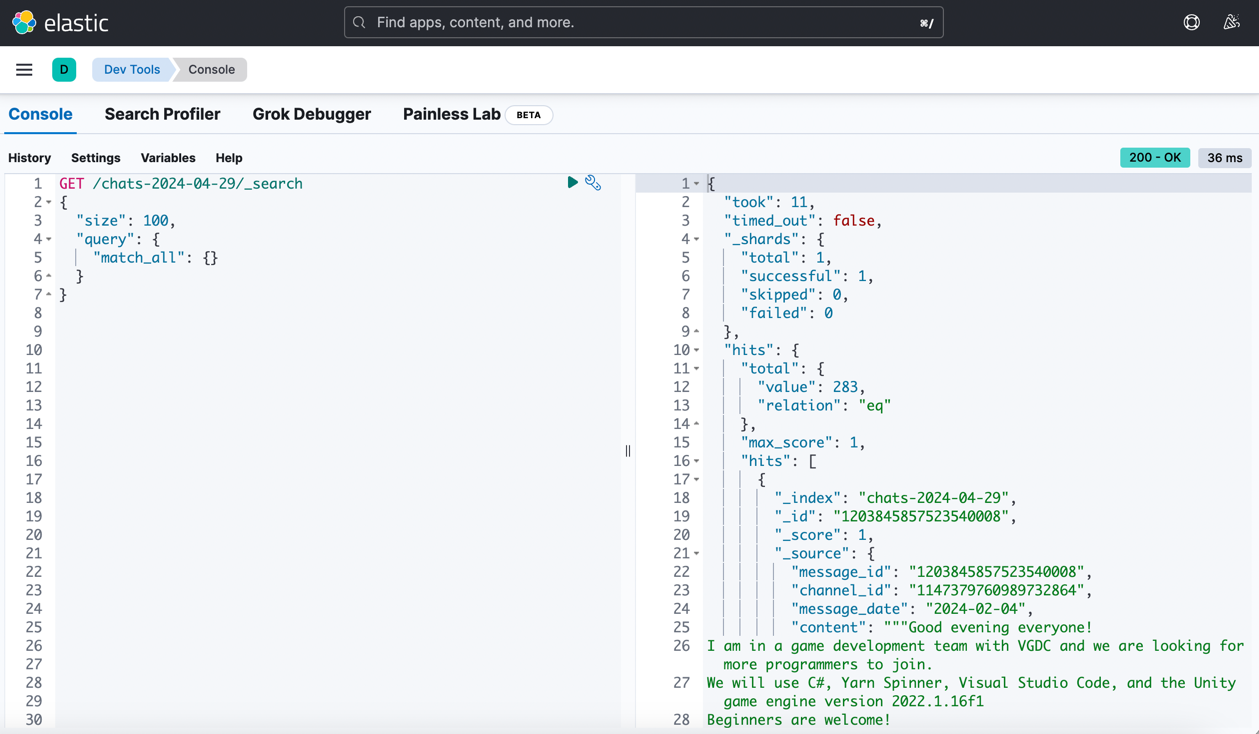 elastic
Find apps, content, and more.
⌘/
D
Dev Tools
Console
Console
Search Profiler
Grok Debugger
Painless Lab
BETA
History
Settings
Variables
Help
200 - OK
36 ms
1 GET /chats-2024-04-29/_search
2 {
3   "size": 100,
4   "query": {
5     "match_all": {}
6   }
7 }
8
9
10
11
12
13
14
15
16
17
18
19
20
21
22
23
24
25
26
27
28
29
30
1 {
2   "took": 11,
3   "timed_out": false,
4   "_shards": {
5     "total": 1,
6     "successful": 1,
7     "skipped": 0,
8     "failed": 0
9   },
10   "hits": {
11     "total": {
12       "value": 283,
13       "relation": "eq"
14     },
15     "max_score": 1,
16     "hits": [
17       {
18         "_index": "chats-2024-04-29",
19         "_id": "1203845857523540008",
20         "_score": 1,
21         "_source": {
22           "message_id": "1203845857523540008",
23           "channel_id": "1147379760989732864",
24           "message_date": "2024-02-04",
25           "content": """Good evening everyone!
26 I am in a game development team with VGDC and we are looking for
more programmers to join.
27 We will use C#, Yarn Spinner, Visual Studio Code, and the Unity
game engine version 2022.1.16f1
28 Beginners are welcome!